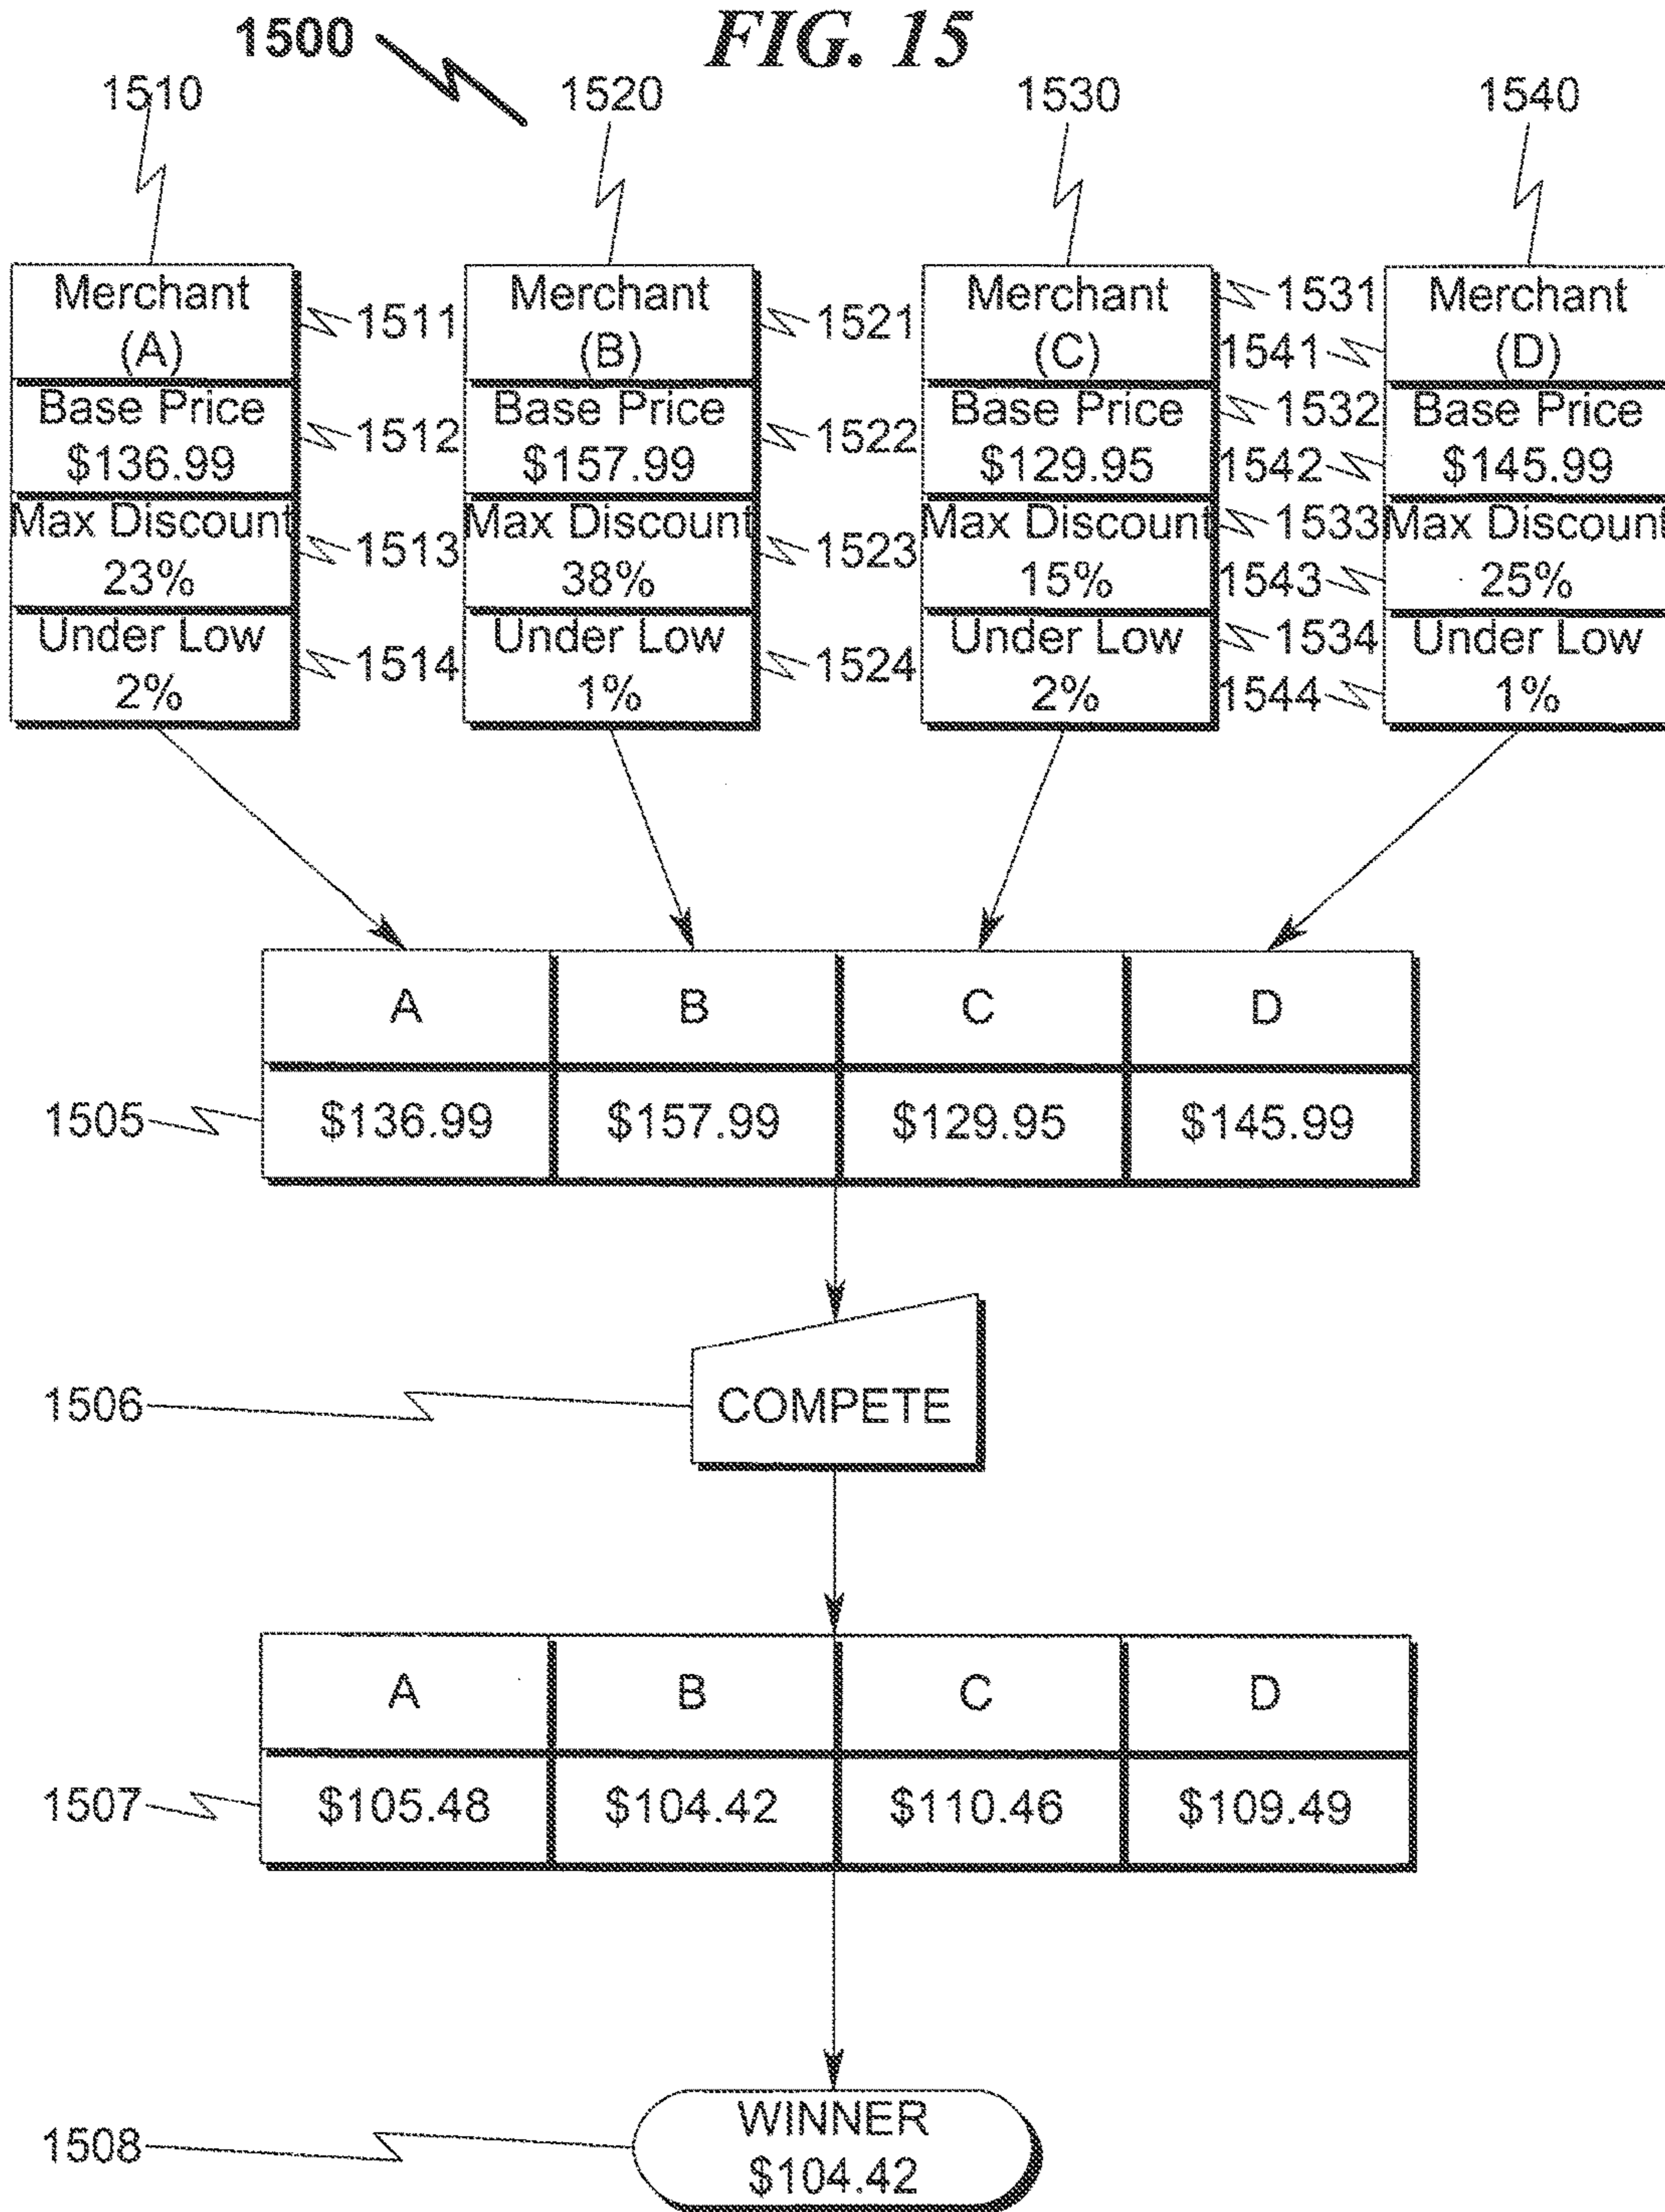 FIG. 15
1500
1510
1520
1530
1540
Merchant
(A)
Base Price
$136.99
Max Discount
23%
Under Low
2%
1511
1512
1513
1514
Merchant
(B)
Base Price
$157.99
Max Discount
38%
Under Low
1%
1521
1522
1523
1524
Merchant
(C)
Base Price
$129.95
Max Discount
15%
Under Low
2%
1531
1541
1532
1542
1533
1543
1534
1544
Merchant
(D)
Base Price
$145.99
Max Discount
25%
Under Low
1%
A B C D
1505 $136.99 $157.99 $129.95 $145.99
1506 COMPETE
A B C D
1507 $105.48 $104.42 $110.46 $109.49
1508
WINNER
$104.42